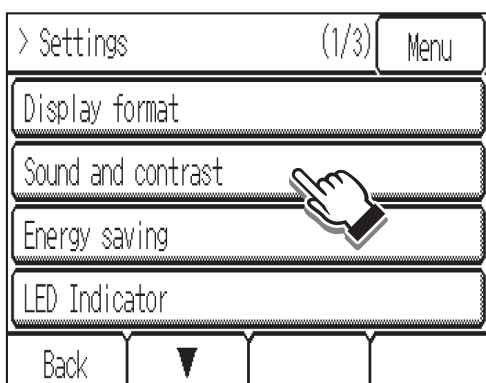 > Settings (1/3) Menu
Display format
Sound and contrast
Energy saving
LED Indicator
Back ▼